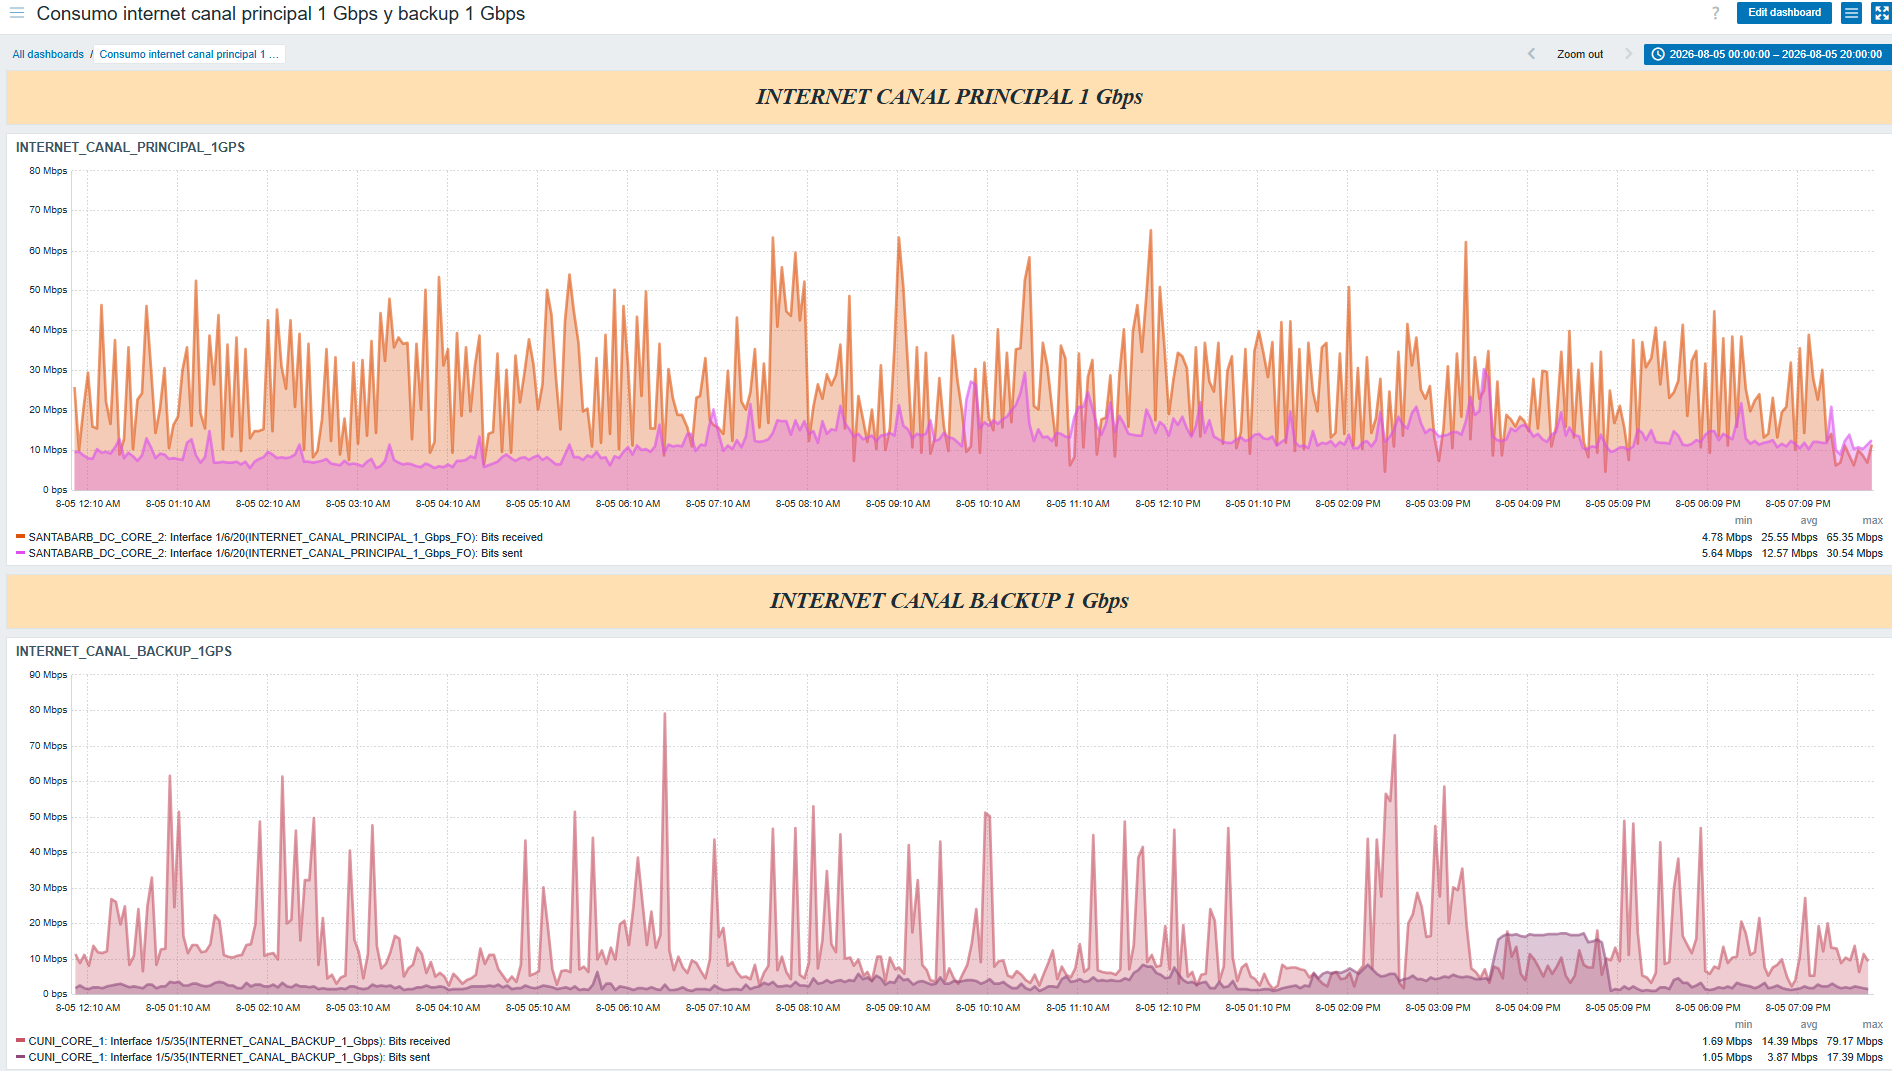 Consumo internet canal principal 1 Gbps y backup 1 Gbps
? Edit dashboard
All dashboards / Consumo internet canal principal 1 ...
Zoom out 2026-08-05 00:00:00 – 2026-08-05 20:00:00
INTERNET CANAL PRINCIPAL 1 Gbps
INTERNET_CANAL_PRINCIPAL_1GPS
80 Mbps
70 Mbps
60 Mbps
50 Mbps
40 Mbps
30 Mbps
20 Mbps
10 Mbps
0 bps
8-05 12:10 AM 8-05 01:10 AM 8-05 02:10 AM 8-05 03:10 AM 8-05 04:10 AM 8-05 05:10 AM 8-05 06:10 AM 8-05 07:10 AM 8-05 08:10 AM 8-05 09:10 AM 8-05 10:10 AM 8-05 11:10 AM 8-05 12:10 PM 8-05 01:10 PM 8-05 02:09 PM 8-05 03:09 PM 8-05 04:09 PM 8-05 05:09 PM 8-05 06:09 PM 8-05 07:09 PM
min avg max
SANTABARB_DC_CORE_2: Interface 1/6/20(INTERNET_CANAL_PRINCIPAL_1_Gbps_FO): Bits received 4.78 Mbps 25.55 Mbps 65.35 Mbps
SANTABARB_DC_CORE_2: Interface 1/6/20(INTERNET_CANAL_PRINCIPAL_1_Gbps_FO): Bits sent 5.64 Mbps 12.57 Mbps 30.54 Mbps
INTERNET CANAL BACKUP 1 Gbps
INTERNET_CANAL_BACKUP_1GPS
90 Mbps
80 Mbps
70 Mbps
60 Mbps
50 Mbps
40 Mbps
30 Mbps
20 Mbps
10 Mbps
0 bps
8-05 12:10 AM 8-05 01:10 AM 8-05 02:10 AM 8-05 03:10 AM 8-05 04:10 AM 8-05 05:10 AM 8-05 06:10 AM 8-05 07:10 AM 8-05 08:10 AM 8-05 09:10 AM 8-05 10:10 AM 8-05 11:10 AM 8-05 12:10 PM 8-05 01:10 PM 8-05 02:09 PM 8-05 03:09 PM 8-05 04:09 PM 8-05 05:09 PM 8-05 06:09 PM 8-05 07:09 PM
min avg max
CUNI_CORE_1: Interface 1/5/35(INTERNET_CANAL_BACKUP_1_Gbps): Bits received 1.69 Mbps 14.39 Mbps 79.17 Mbps
CUNI_CORE_1: Interface 1/5/35(INTERNET_CANAL_BACKUP_1_Gbps): Bits sent 1.05 Mbps 3.87 Mbps 17.39 Mbps